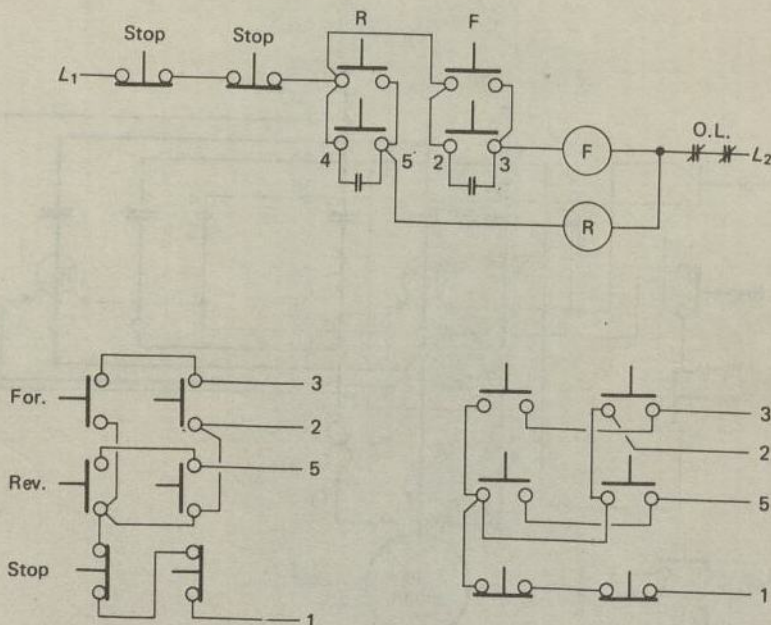 R F
Stop Stop
L₁
O.L.
4 5 2 3 F L₂
R
For. 3
2
Rev. 5
Stop
1
3
2
5
1